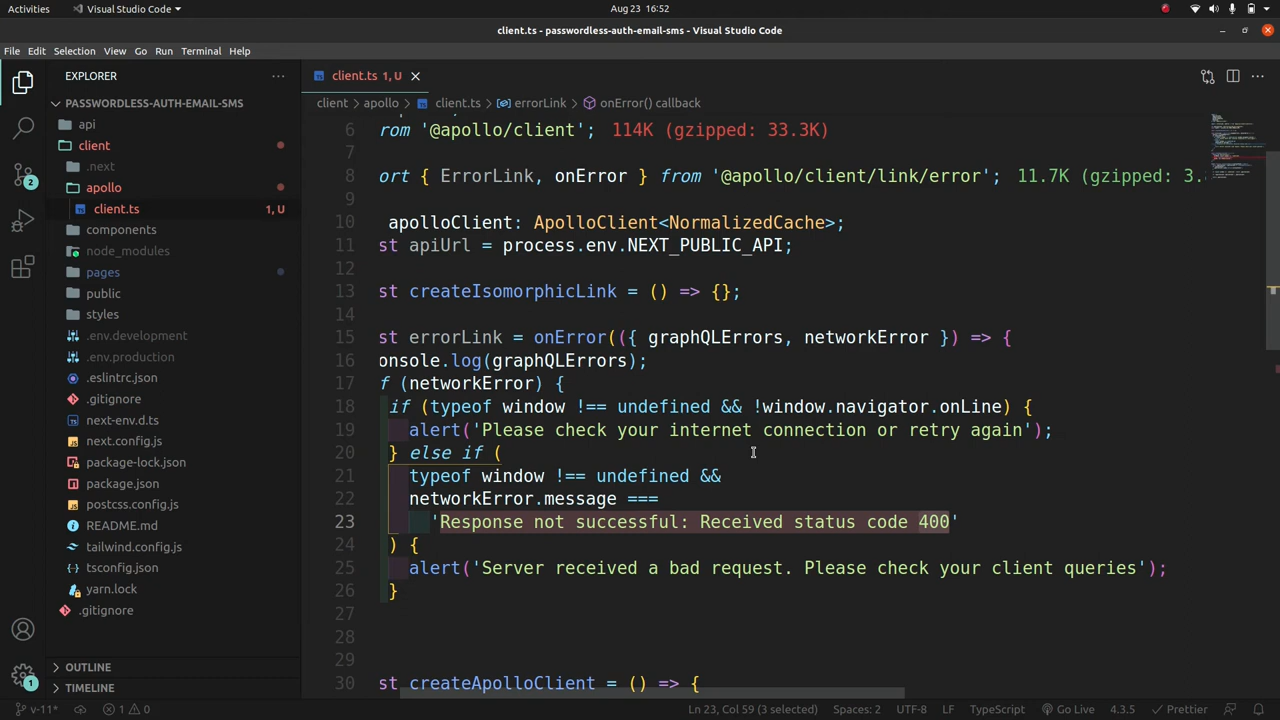 Activities
Visual Studio Code
Aug 23 16:52
client.ts - passwordless-auth-email-sms - Visual Studio Code
File Edit Selection View Go Run Terminal Help
EXPLORER
client.ts 1, U
PASSWORDLESS-AUTH-EMAIL-SMS
client > apollo > client.ts > errorLink > onError() callback
api
client
.next
apollo
client.ts 1, U
components
node_modules
pages
public
styles
.env.development
.env.production
.eslintrc.json
.gitignore
next-env.d.ts
next.config.js
package-lock.json
package.json
postcss.config.js
README.md
tailwind.config.js
tsconfig.json
yarn.lock
.gitignore
OUTLINE
TIMELINE
2
1
6 rom '@apollo/client'; 114K (gzipped: 33.3K)
7
8 ort { ErrorLink, onError } from '@apollo/client/link/error'; 11.7K (gzipped: 3.
9
10 apolloClient: ApolloClient<NormalizedCache>;
11 st apiUrl = process.env.NEXT_PUBLIC_API;
12
13 st createIsomorphicLink = () => {};
14
15 st errorLink = onError(({ graphQLErrors, networkError }) => {
16 onsole.log(graphQLErrors);
17 f (networkError) {
18 if (typeof window !== undefined && !window.navigator.onLine) {
19 alert('Please check your internet connection or retry again');
20 } else if (
21 typeof window !== undefined &&
22 networkError.message ===
23 'Response not successful: Received status code 400'
24 ) {
25 alert('Server received a bad request. Please check your client queries');
26 }
27
28
29
30 st createApolloClient = () => {
v-11* 1 0 Ln 23, Col 59 (3 selected) Spaces: 2 UTF-8 LF TypeScript Go Live 4.3.5 Prettier